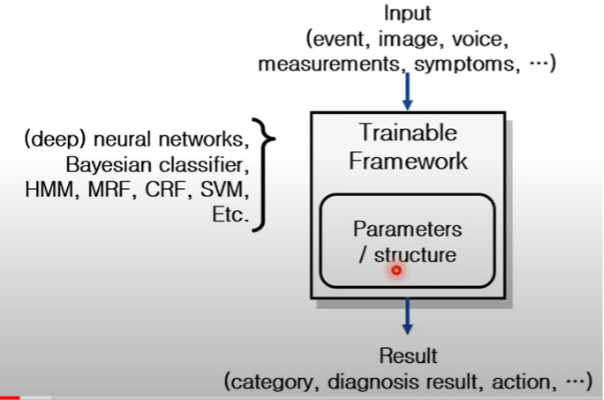 Input
(event, image, voice,
measurements, symptoms, ⋯)
(deep) neural networks,
Bayesian classifier,
HMM, MRF, CRF, SVM,
Etc.
Trainable
Framework
Parameters
/ structure
Result
(category, diagnosis result, action, ⋯)